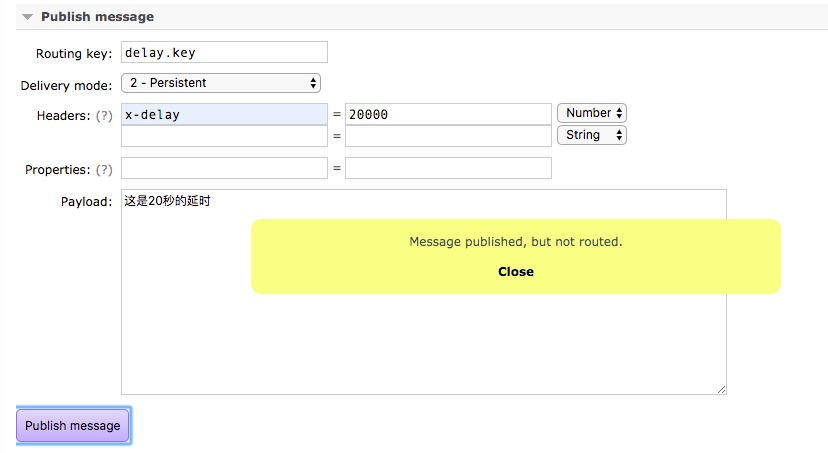 Publish message
Routing key: delay.key
Delivery mode: 2 - Persistent
Headers: (?) x-delay = 20000 Number
= String
Properties: (?) =
Payload: 这是20秒的延时
Message published, but not routed.
Close
Publish message